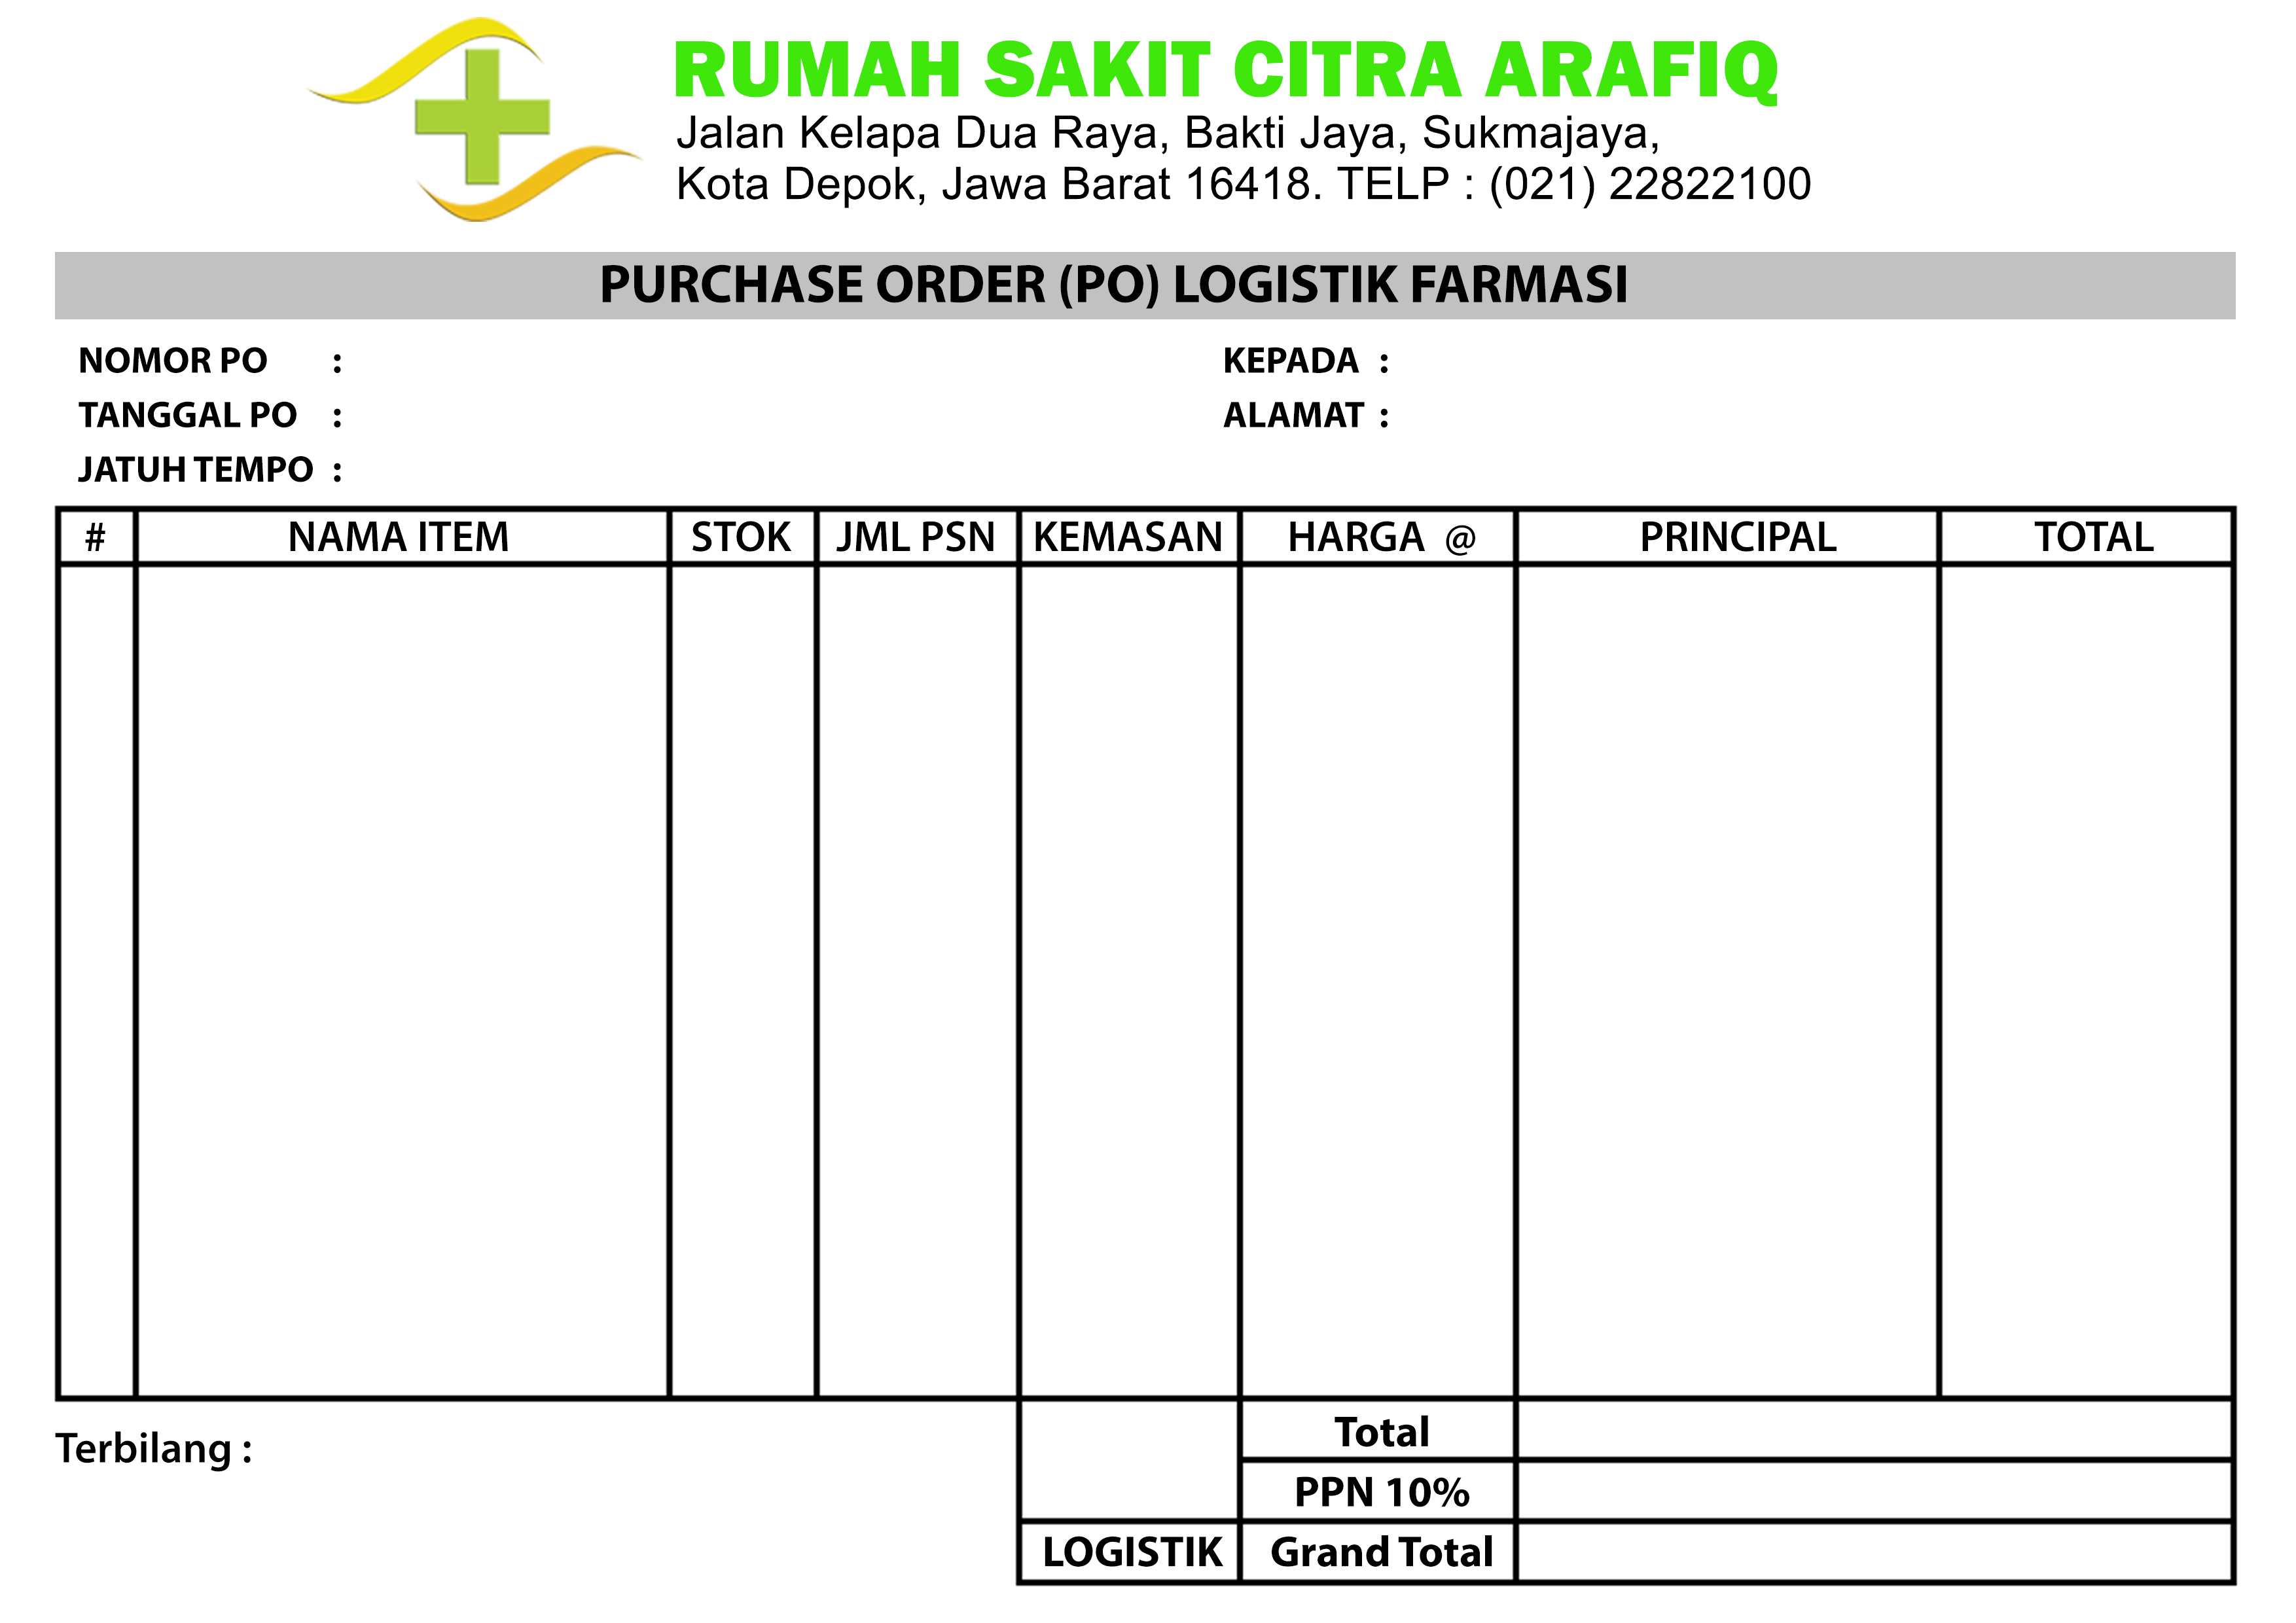 RUMAH SAKIT CITRA ARAFIQ
Jalan Kelapa Dua Raya, Bakti Jaya, Sukmajaya,
Kota Depok, Jawa Barat 16418. TELP : (021) 22822100
PURCHASE ORDER (PO) LOGISTIK FARMASI
NOMOR PO : KEPADA :
TANGGAL PO : ALAMAT :
JATUH TEMPO :
# NAMA ITEM STOK JML PSN KEMASAN HARGA @ PRINCIPAL TOTAL
Terbilang : Total
PPN 10%
LOGISTIK Grand Total